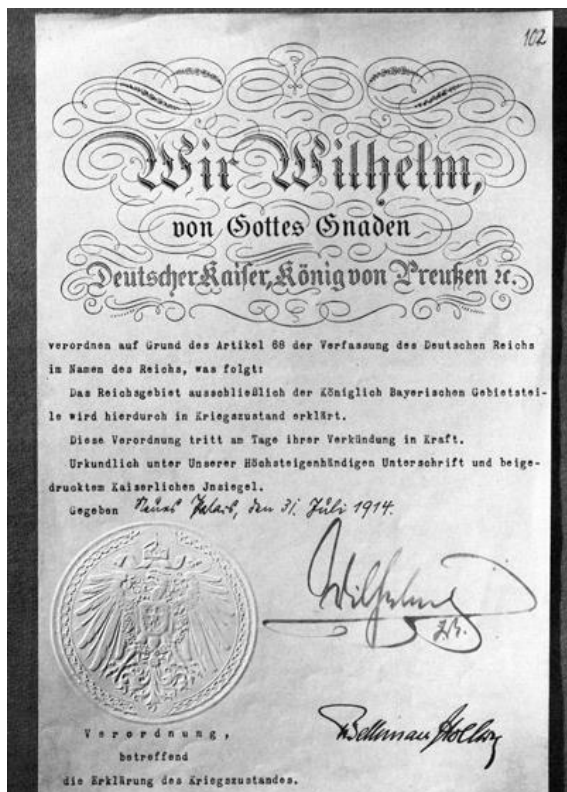 102
Wir Wilhelm,
von Gottes Gnaden
Deutscher Kaiser, König von Preußen ꝛc.
verordnen auf Grund des Artikel 68 der Verfassung des Deutschen Reichs
im Namen des Reichs, was folgt:
Das Reichsgebiet ausschließlich der Königlich Bayerischen Gebietstei-
le wird hierdurch in Kriegszustand erklärt.
Diese Verordnung tritt am Tage ihrer Verkündung in Kraft.
Urkundlich unter Unserer Höchsteigenhändigen Unterschrift und beige-
drucktem Kaiserlichen Jnsiegel.
Gegeben Neues Palais, den 31. Juli 1914.
Wilhelm
I.R.
v Bethmann Hollweg
Verordnung,
betreffend
die Erklärung des Kriegszustandes.